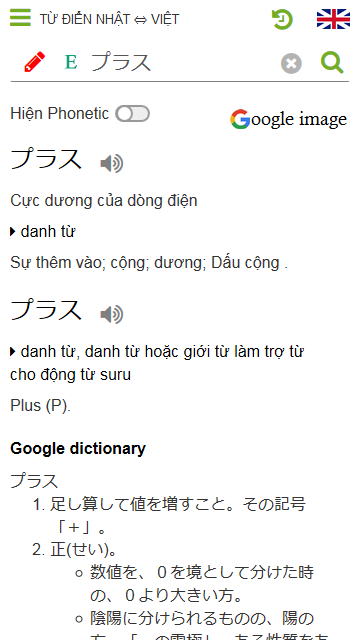 TỪ ĐIỂN NHẬT ⇔ VIỆT
E プラス
Hiện Phonetic
Google image
プラス
Cực dương của dòng điện
danh từ
Sự thêm vào; cộng; dương; Dấu cộng .
プラス
danh từ, danh từ hoặc giới từ làm trợ từ
cho động từ suru
Plus (P).
Google dictionary
プラス
1. 足し算して値を増すこと。その記号
「＋」。
2. 正(せい)。
数値を、０を境として分けた時
の、０より大きい方。
陰陽に分けられるものの、陽の